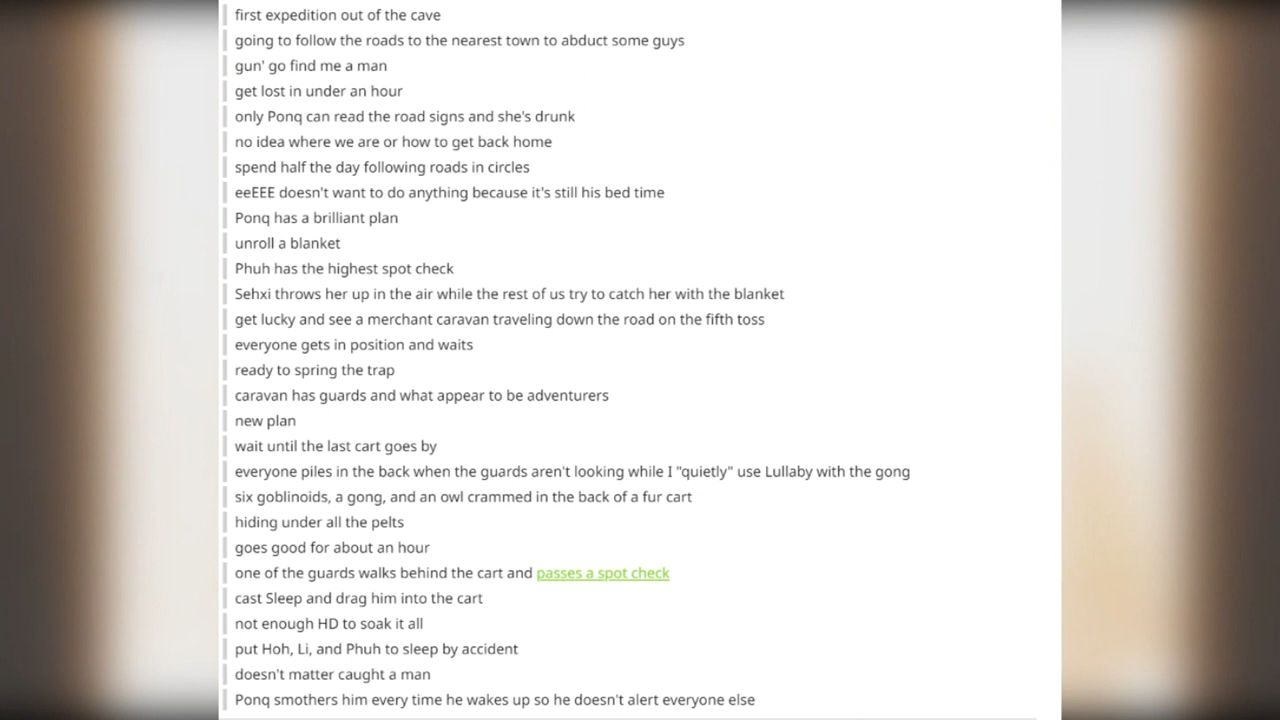 first expedition out of the cave
going to follow the roads to the nearest town to abduct some guys
gun' go find me a man
get lost in under an hour
only Ponq can read the road signs and she's drunk
no idea where we are or how to get back home
spend half the day following roads in circles
eeEEE doesn't want to do anything because it's still his bed time
Ponq has a brilliant plan
unroll a blanket
Phuh has the highest spot check
Sehxi throws her up in the air while the rest of us try to catch her with the blanket
get lucky and see a merchant caravan traveling down the road on the fifth toss
everyone gets in position and waits
ready to spring the trap
caravan has guards and what appear to be adventurers
new plan
wait until the last cart goes by
everyone piles in the back when the guards aren't looking while I "quietly" use Lullaby with the gong
six goblinoids, a gong, and an owl crammed in the back of a fur cart
hiding under all the pelts
goes good for about an hour
one of the guards walks behind the cart and passes a spot check
cast Sleep and drag him into the cart
not enough HD to soak it all
put Hoh, Li, and Phuh to sleep by accident
doesn't matter caught a man
Ponq smothers him every time he wakes up so he doesn't alert everyone else